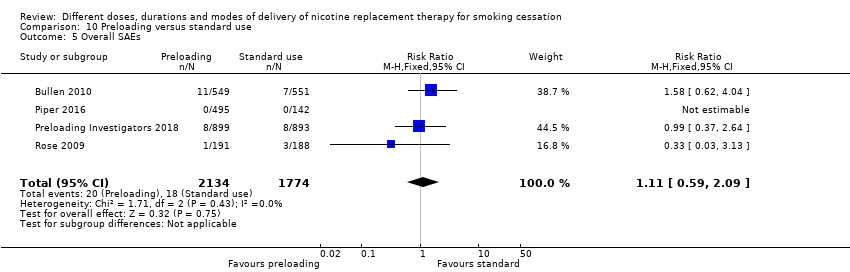 Review: Different doses, durations and modes of delivery of nicotine replacement therapy for smoking cessation
Comparison: 10 Preloading versus standard use
Outcome: 5 Overall SAEs
Study or subgroup Preloading Standard use Risk Ratio Weight Risk Ratio
n/N n/N M-H,Fixed,95% CI M-H,Fixed,95% CI
Bullen 2010 11/549 7/551 38.7 % 1.58 [ 0.62, 4.04 ]
Piper 2016 0/495 0/142 Not estimable
Preloading Investigators 2018 8/899 8/893 44.5 % 0.99 [ 0.37, 2.64 ]
Rose 2009 1/191 3/188 16.8 % 0.33 [ 0.03, 3.13 ]
Total (95% CI) 2134 1774 100.0 % 1.11 [ 0.59, 2.09 ]
Total events: 20 (Preloading), 18 (Standard use)
Heterogeneity: Chi² = 1.71, df = 2 (P = 0.43); I² =0.0%
Test for overall effect: Z = 0.32 (P = 0.75)
Test for subgroup differences: Not applicable
0.02 0.1 1 10 50
Favours preloading Favours standard